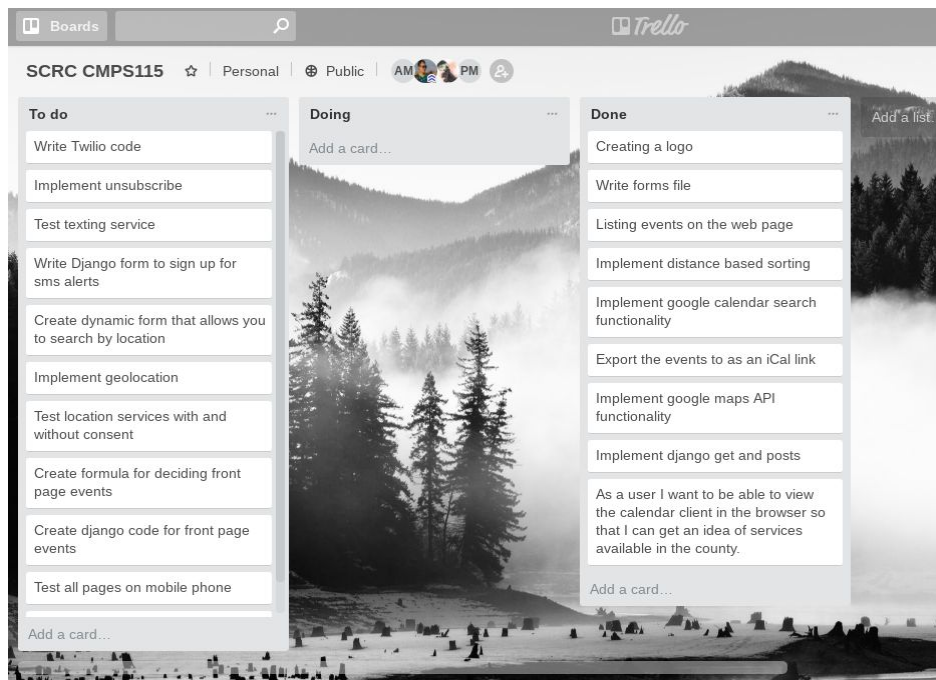 Boards
Trello
SCRC CMPS115
Personal
Public
AM
PM
To do
Write Twilio code
Implement unsubscribe
Test texting service
Write Django form to sign up for
sms alerts
Create dynamic form that allows you
to search by location
Implement geolocation
Test location services with and
without consent
Create formula for deciding front
page events
Create django code for front page
events
Test all pages on mobile phone
Add a card…
Doing
Add a card…
Done
Creating a logo
Write forms file
Listing events on the web page
Implement distance based sorting
Implement google calendar search
functionality
Export the events to as an iCal link
Implement google maps API
functionality
Implement django get and posts
As a user I want to be able to view
the calendar client in the browser so
that I can get an idea of services
available in the county.
Add a card…
Add a list…